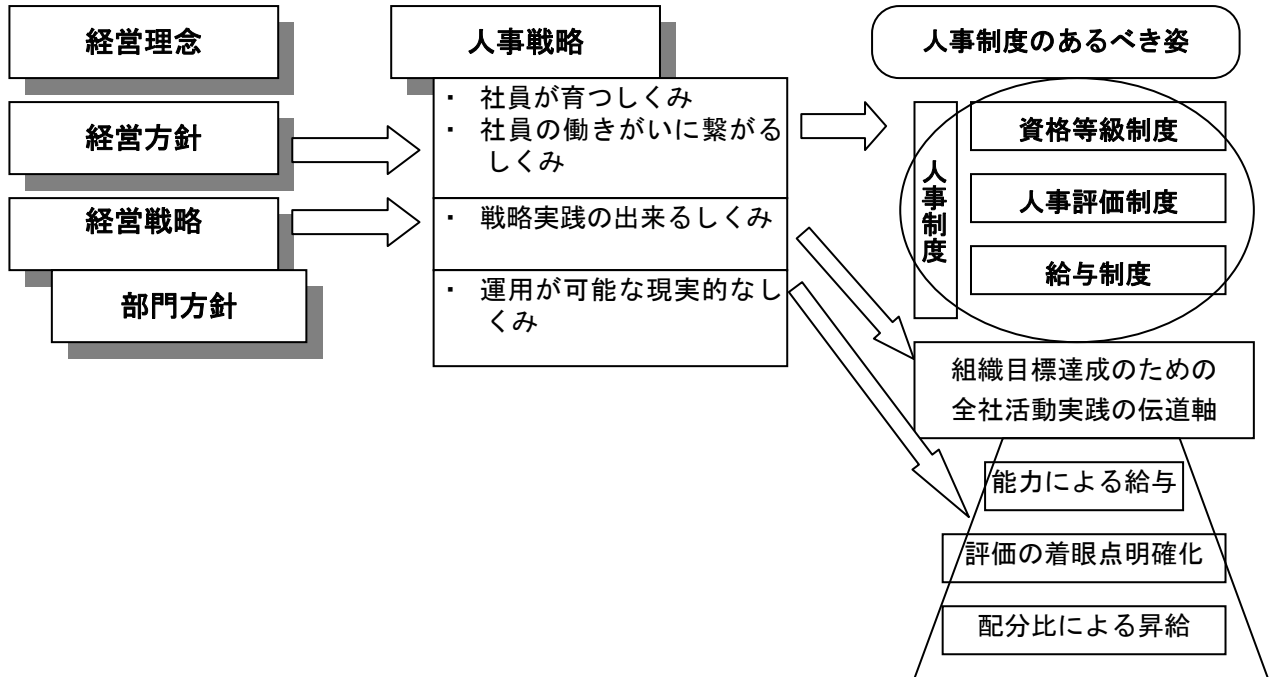 経営理念
経営方針
経営戦略
部門方針
人事戦略
・ 社員が育つしくみ
・ 社員の働きがいに繋がる
しくみ
・ 戦略実践の出来るしくみ
・ 運用が可能な現実的なし
くみ
人事制度のあるべき姿
人事制度
資格等級制度
人事評価制度
給与制度
組織目標達成のための
全社活動実践の伝道軸
能力による給与
評価の着眼点明確化
配分比による昇給